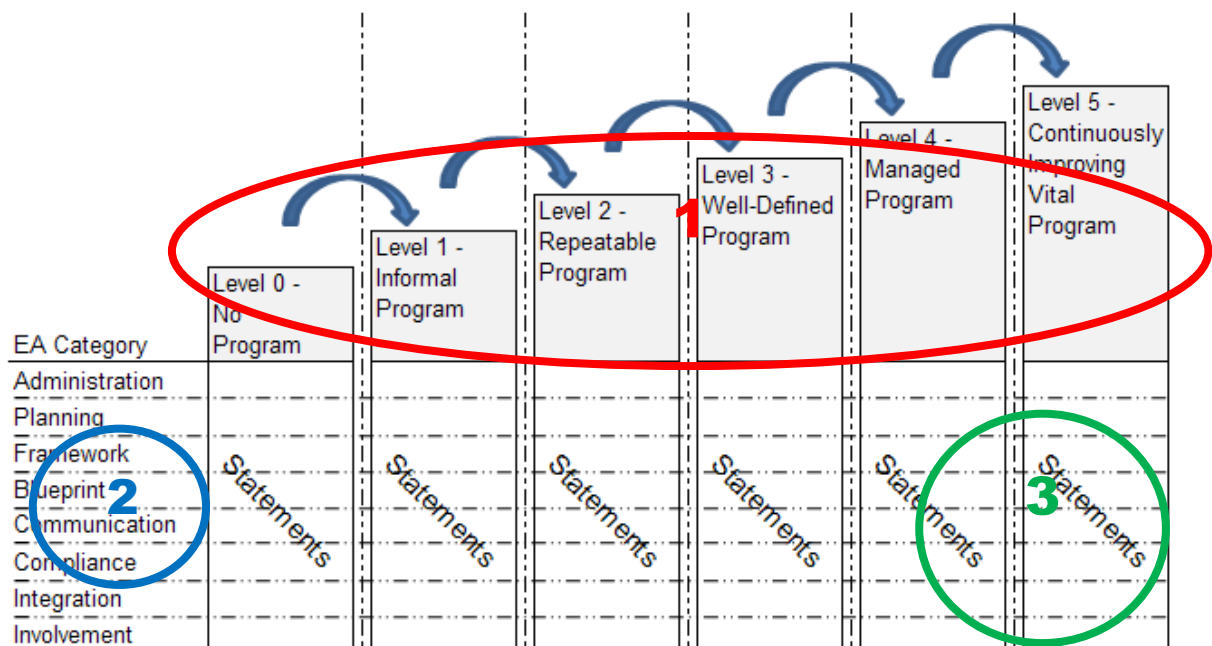 Level 5 -
Continuously
Improving
Vital
Program
Level 4 -
Managed
Program
Level 3 -
Well-Defined
Program
1
Level 2 -
Repeatable
Program
Level 1 -
Informal
Program
Level 0 -
No
Program
EA Category
Administration
Planning
Framework
Blueprint
Communication
Compliance
Integration
Involvement
2
Statements
Statements
Statements
Statements
Statements
Statements
3